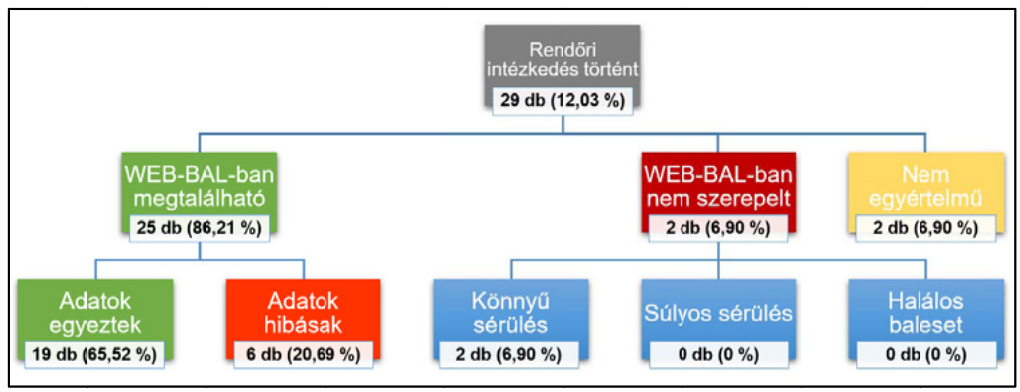 Rendőri
intézkedés történt
29 db (12,03 %)
WEB-BAL-ban
megtalálható
25 db (86,21 %)
WEB-BAL-ban
nem szerepelt
2 db (6,90 %)
Nem
egyértelmű
2 db (6,90 %)
Adatok
egyeztek
19 db (65,52 %)
Adatok
hibásak
6 db (20,69 %)
Könnyű
sérülés
2 db (6,90 %)
Súlyos sérülés
0 db (0 %)
Halálos
baleset
0 db (0 %)